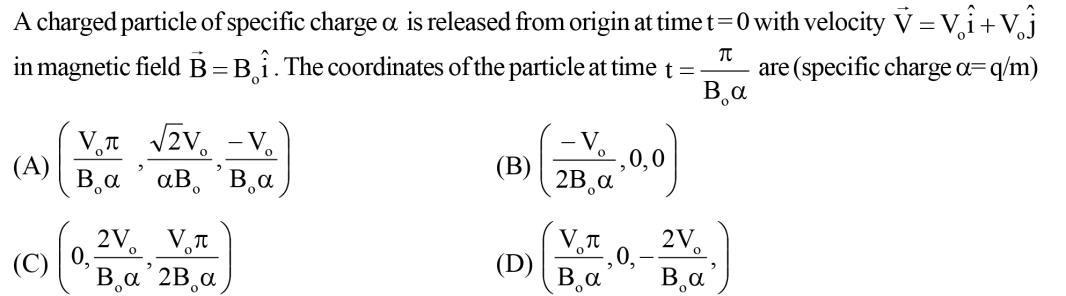 A charged particle of specific charge α is released from origin at time t=0 with velocity V⃗ = V₀î + V₀ĵ
in magnetic field B⃗ = B₀î. The coordinates of the particle at time t = π/(B₀α) are (specific charge α= q/m)
(A) (V₀π/(B₀α), √2V₀/(αB₀), −V₀/(B₀α)) (B) (−V₀/(2B₀α), 0, 0)
(C) (0, 2V₀/(B₀α), V₀π/(2B₀α)) (D) (V₀π/(B₀α), 0, −2V₀/(B₀α),)